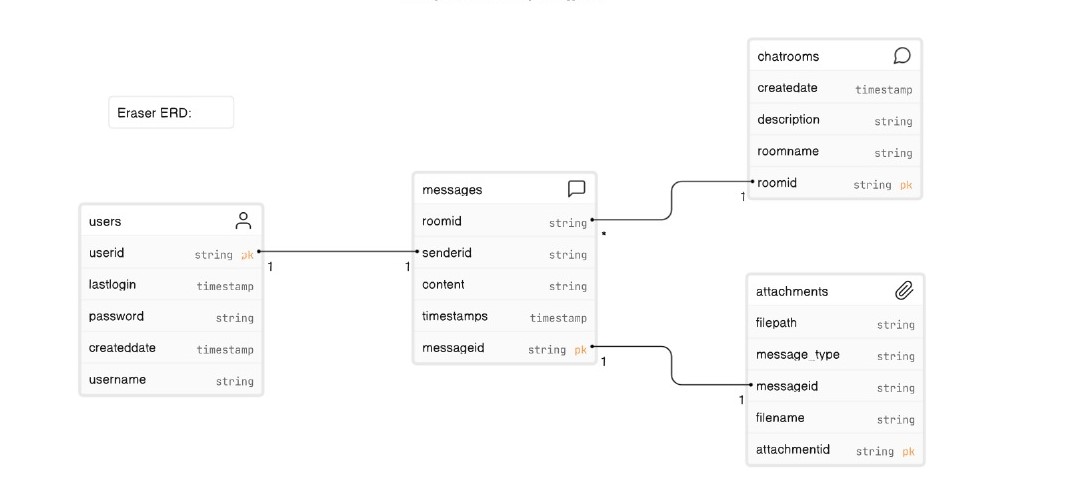 Eraser ERD:
users
userid string pk
lastlogin timestamp
password string
createddate timestamp
username string
1
1
messages
roomid string
senderid string
content string
timestamps timestamp
messageid string pk
*
1
1
1
chatrooms
createdate timestamp
description string
roomname string
roomid string pk
attachments
filepath string
message_type string
messageid string
filename string
attachmentid string pk